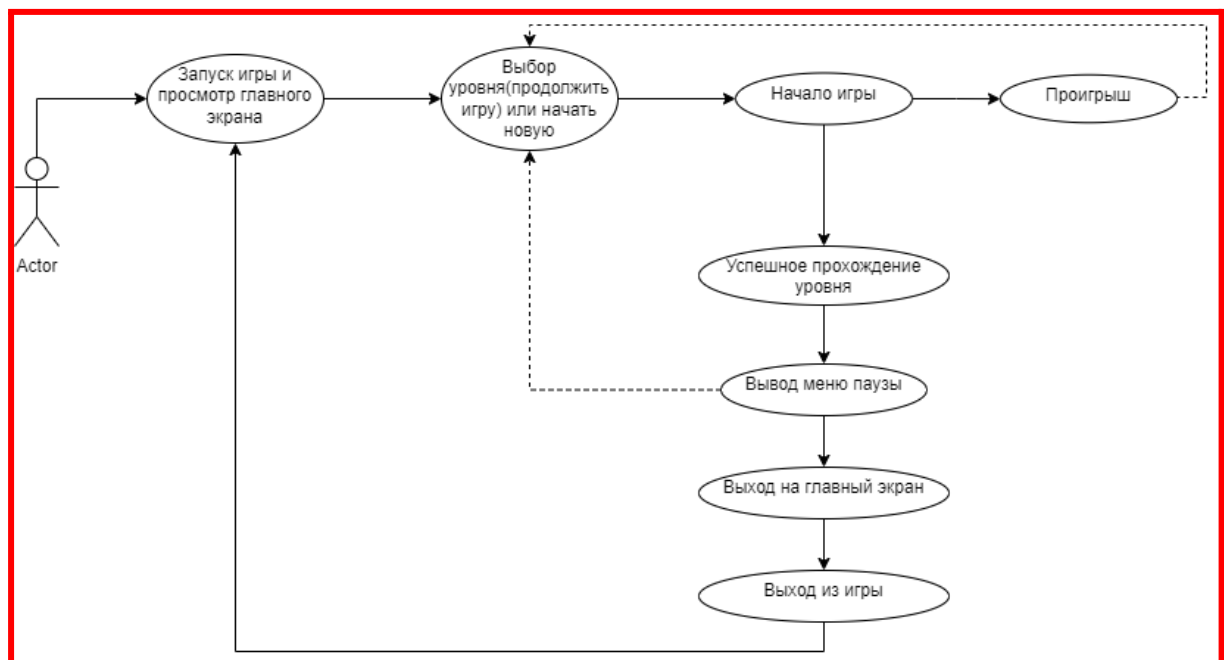 Запуск игры и
просмотр главного
экрана
Выбор
уровня(продолжить
игру) или начать
новую
Начало игры
Проигрыш
Actor
Успешное прохождение
уровня
Вывод меню паузы
Выход на главный экран
Выход из игры